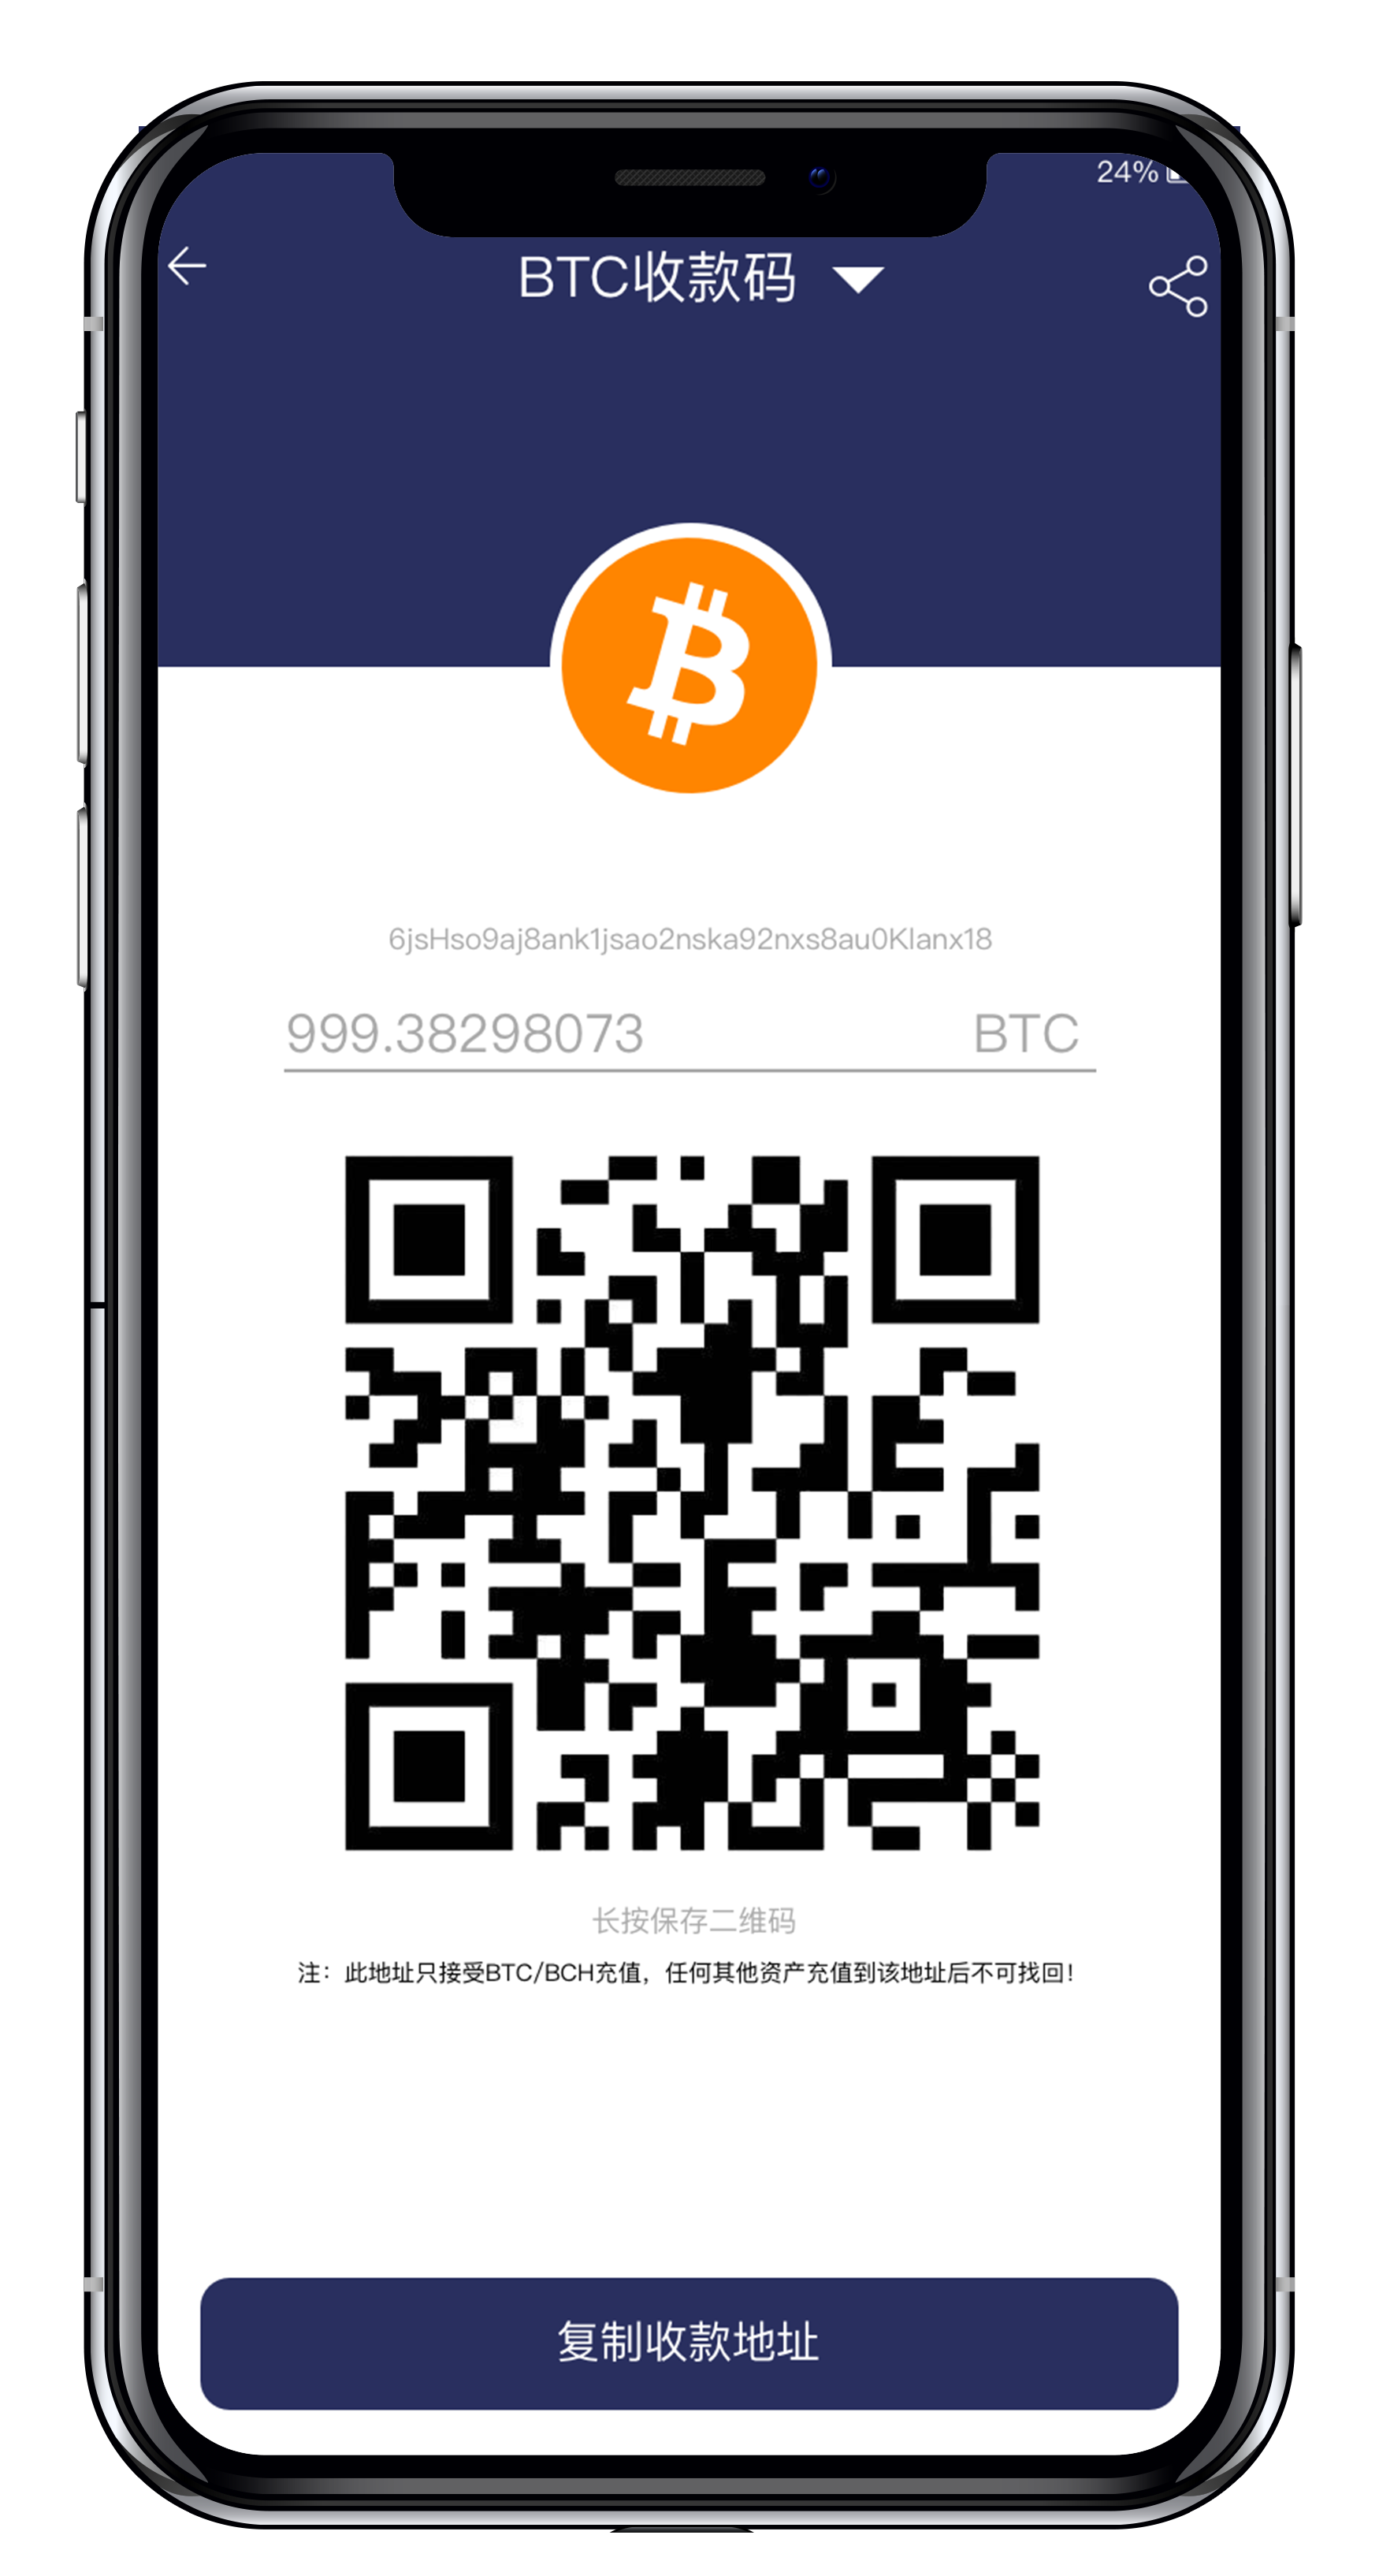 24%
BTC收款码
6jsHso9aj8ank1jsao2nska92nxs8au0Klanx18
999.38298073 BTC
长按保存二维码
注：此地址只接受BTC/BCH充值，任何其他资产充值到该地址后不可找回！
复制收款地址